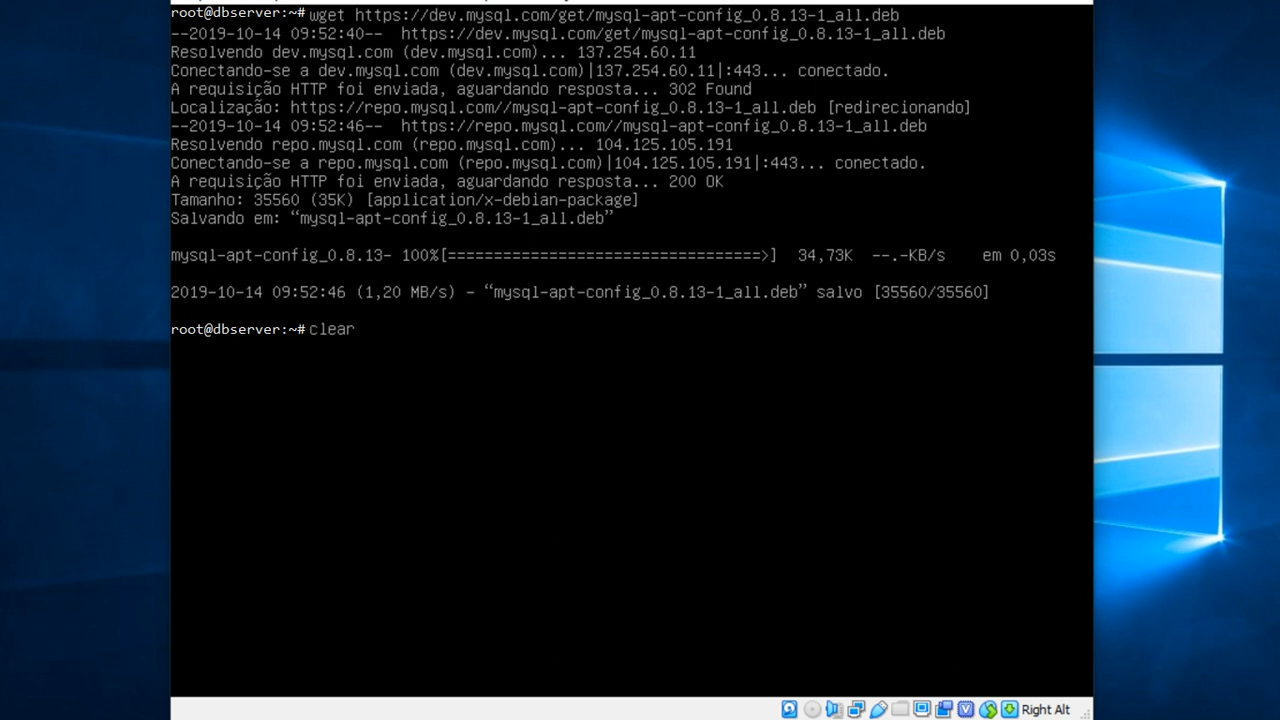 root@dbserver:~# wget https://dev.mysql.com/get/mysql-apt-config_0.8.13-1_all.deb
--2019-10-14 09:52:40--  https://dev.mysql.com/get/mysql-apt-config_0.8.13-1_all.deb
Resolvendo dev.mysql.com (dev.mysql.com)... 137.254.60.11
Conectando-se a dev.mysql.com (dev.mysql.com)|137.254.60.11|:443... conectado.
A requisição HTTP foi enviada, aguardando resposta... 302 Found
Localização: https://repo.mysql.com//mysql-apt-config_0.8.13-1_all.deb [redirecionando]
--2019-10-14 09:52:46--  https://repo.mysql.com//mysql-apt-config_0.8.13-1_all.deb
Resolvendo repo.mysql.com (repo.mysql.com)... 104.125.105.191
Conectando-se a repo.mysql.com (repo.mysql.com)|104.125.105.191|:443... conectado.
A requisição HTTP foi enviada, aguardando resposta... 200 OK
Tamanho: 35560 (35K) [application/x-debian-package]
Salvando em: “mysql-apt-config_0.8.13-1_all.deb”
mysql-apt-config_0.8.13- 100%[==================================>]  34,73K  --.-KB/s    em 0,03s
2019-10-14 09:52:46 (1,20 MB/s) - “mysql-apt-config_0.8.13-1_all.deb” salvo [35560/35560]
root@dbserver:~# clear
Right Alt